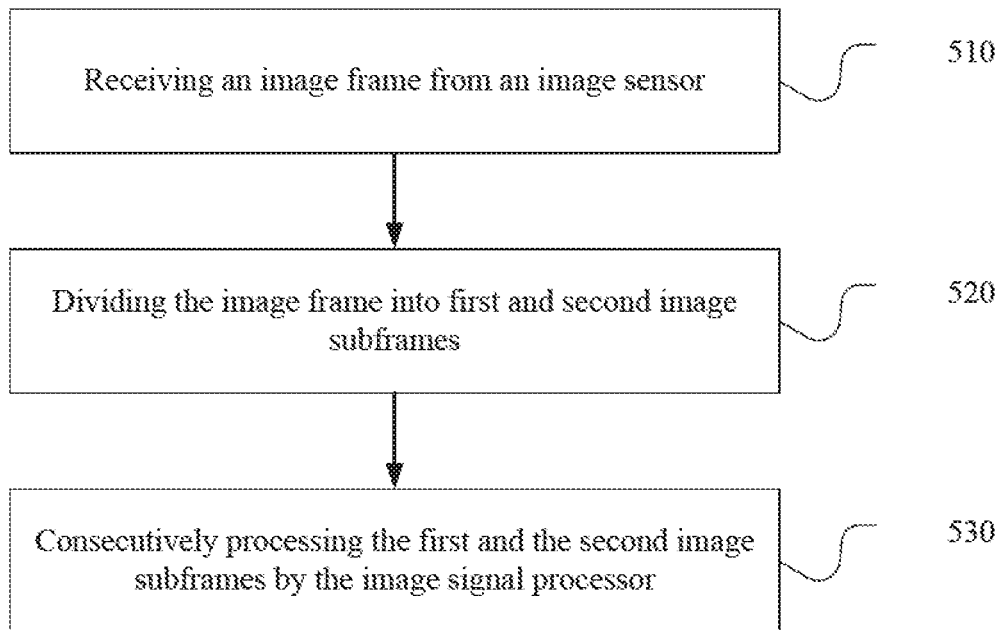 Receiving an image frame from an image sensor
510
Dividing the image frame into first and second image
subframes
520
Consecutively processing the first and the second image
subframes by the image signal processor
530